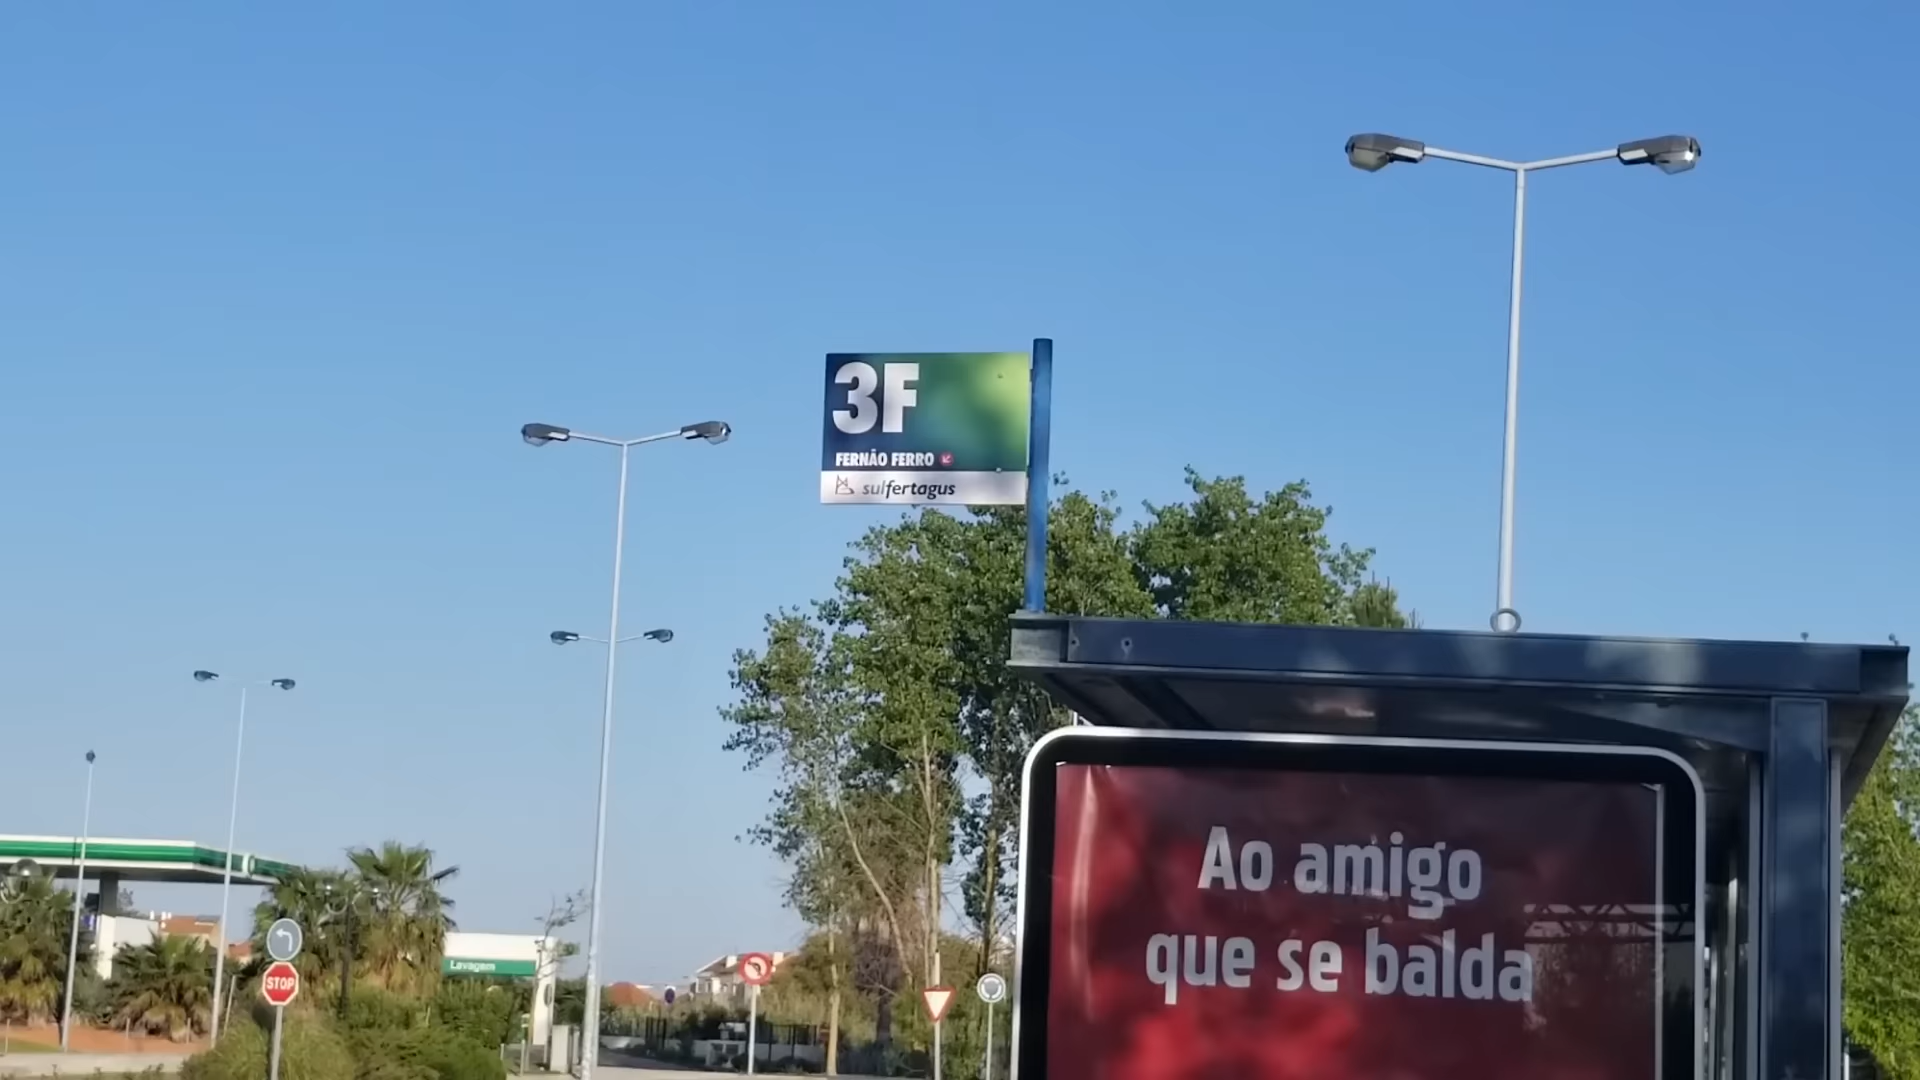 3F
FERNÃO FERRO
sulfertagus
Ao amigo
que se balda
Lavagem
STOP